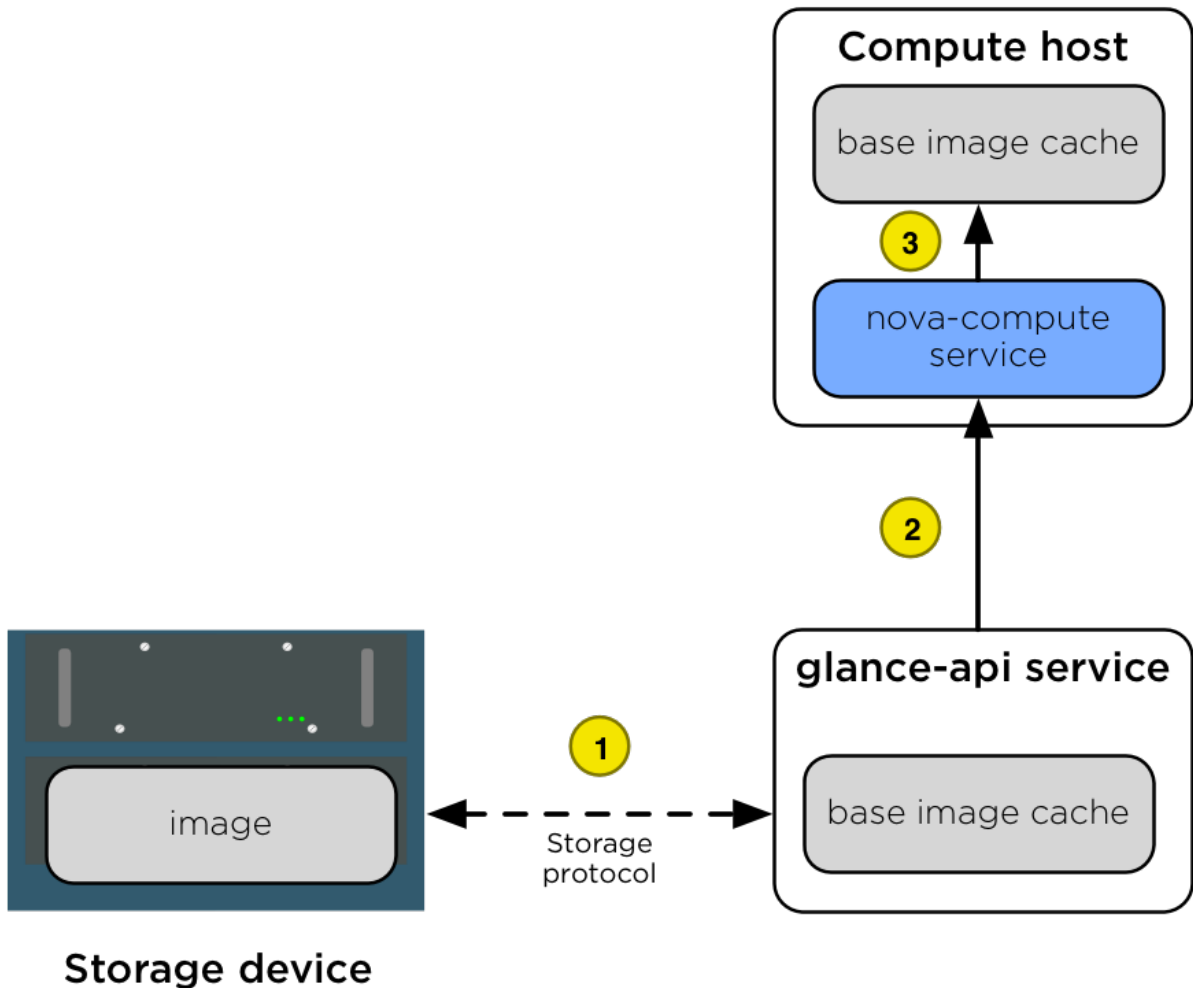 Compute host
base image cache
3
nova-compute
service
2
glance-api service
1
base image cache
image
Storage
protocol
Storage device